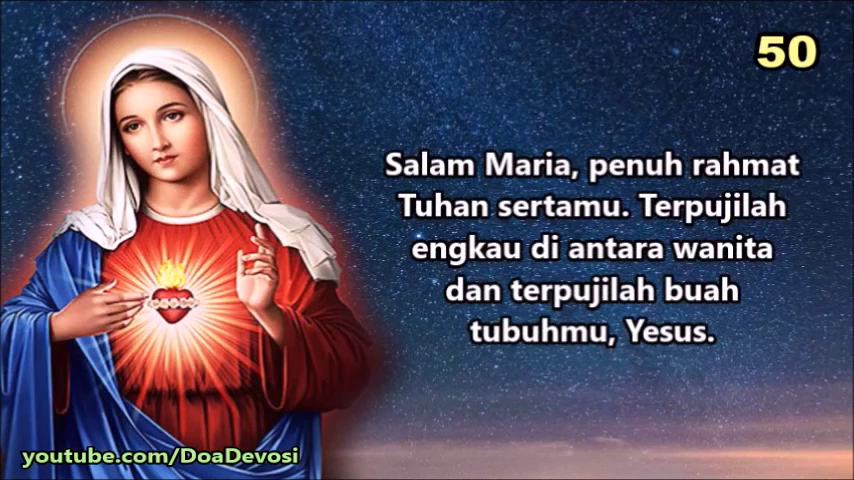 50
Salam Maria, penuh rahmat
Tuhan sertamu. Terpujilah
engkau di antara wanita
dan terpujilah buah
tubuhmu, Yesus.
youtube.com/DoaDevosi